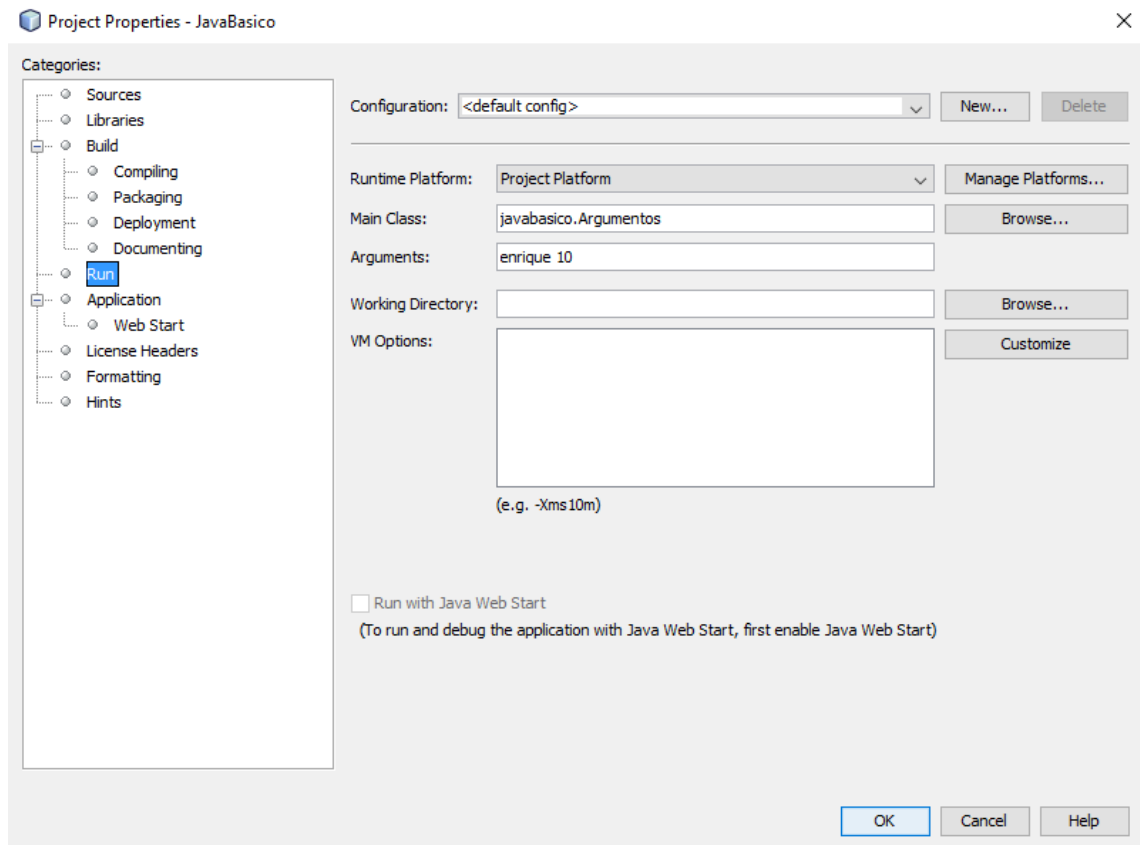 Project Properties - JavaBasico
Categories:
Sources
Libraries
Build
Compiling
Packaging
Deployment
Documenting
Run
Application
Web Start
License Headers
Formatting
Hints
Configuration: <default config> New... Delete
Runtime Platform: Project Platform Manage Platforms...
Main Class: javabasico.Argumentos Browse...
Arguments: enrique 10
Working Directory: Browse...
VM Options: Customize
(e.g. -Xms10m)
Run with Java Web Start
(To run and debug the application with Java Web Start, first enable Java Web Start)
OK Cancel Help